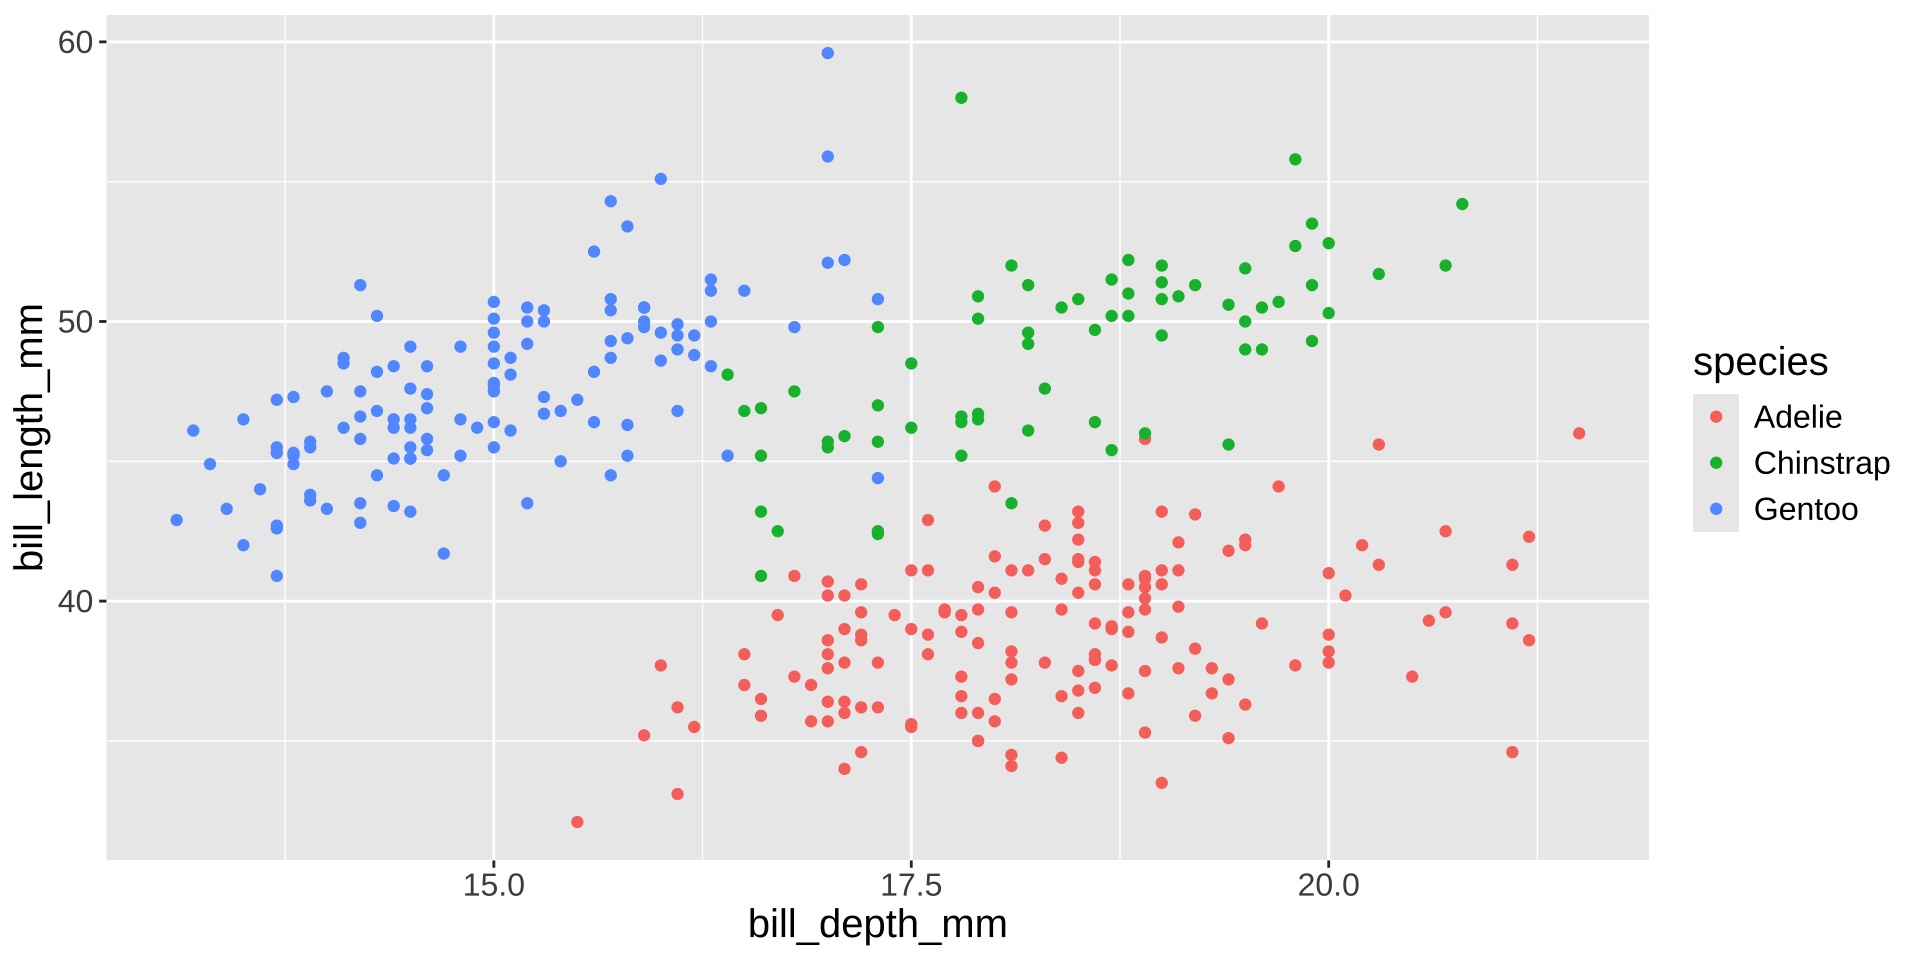 60
50
40
bill_length_mm
15.0 17.5 20.0
bill_depth_mm
species
Adelie
Chinstrap
Gentoo